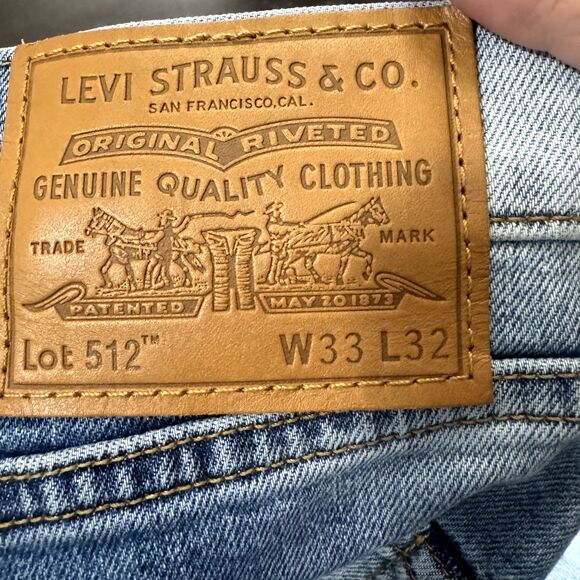 LEVI STRAUSS & CO.
SAN FRANCISCO, CAL.
ORIGINAL RIVETED
GENUINE QUALITY CLOTHING
TRADE MARK
PATENTED MAY 20 1873
Lot 512™ W33 L32